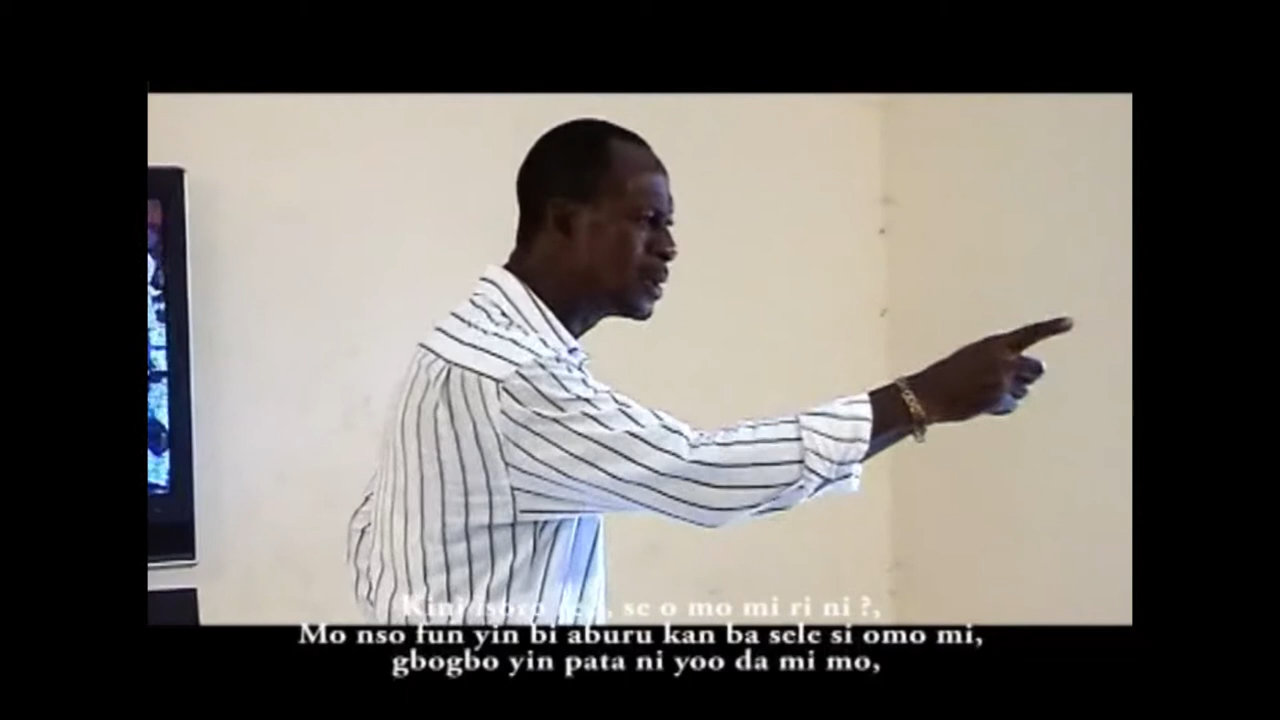 Kini isoro se o mo mi ri ni ?,
Mo nso fun yin bi aburu kan ba sele si omo mi,
gbogbo yin pata ni yoo da mi mo,